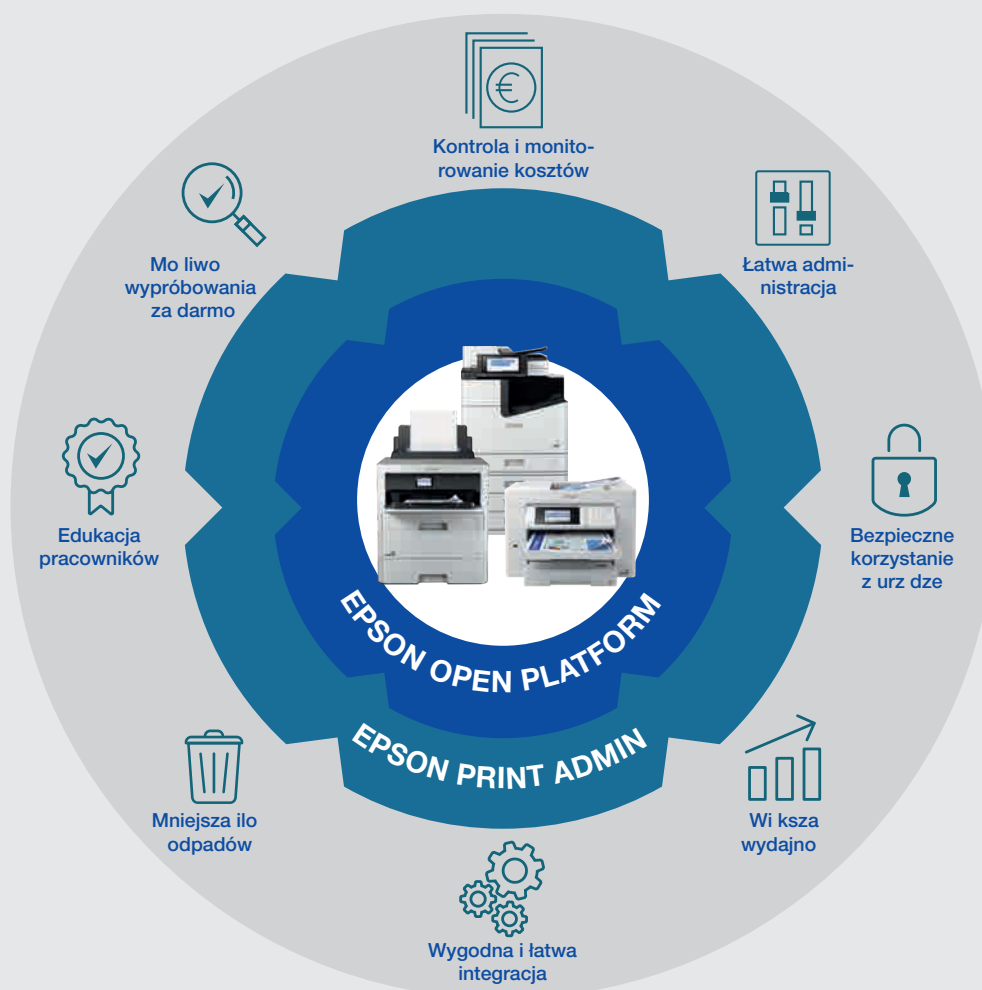 Kontrola i monito-
rowanie kosztów
Łatwa admi-
nistracja
Bezpieczne
korzystanie
z urz dze
Wi ksza
wydajno
Wygodna i łatwa
integracja
Mniejsza ilo
odpadów
Edukacja
pracowników
Mo liwo
wypróbowania
za darmo
EPSON OPEN PLATFORM
EPSON PRINT ADMIN